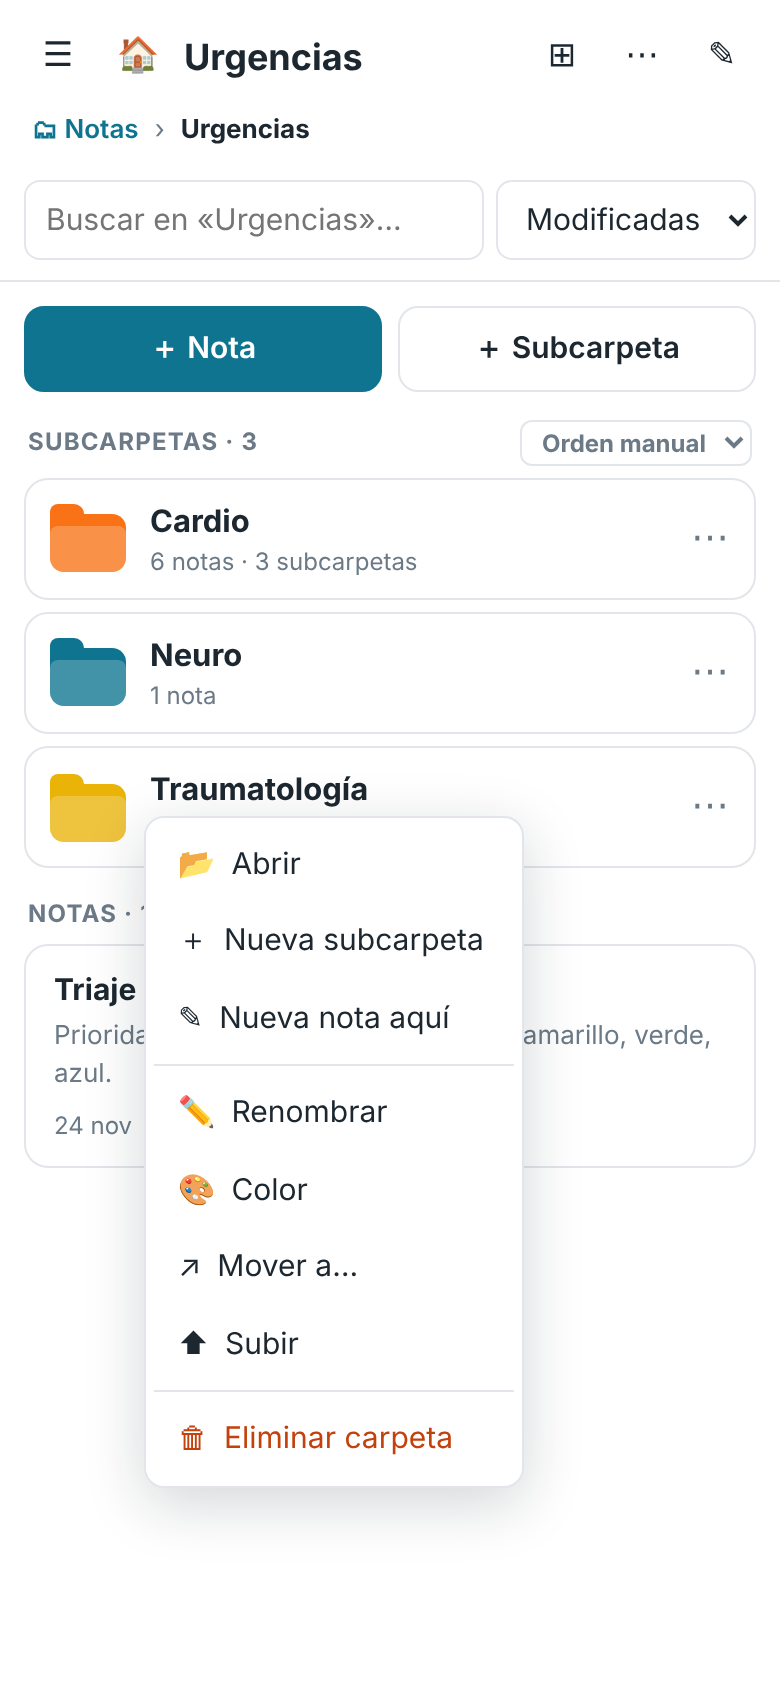 Urgencias
Notas › Urgencias
Buscar en «Urgencias»...
Modificadas
+ Nota
+ Subcarpeta
SUBCARPETAS · 3
Orden manual
Cardio
6 notas · 3 subcarpetas
Neuro
1 nota
Traumatología
NOTAS ·
Triaje
amarillo, verde,
azul.
24 nov
Abrir
+ Nueva subcarpeta
Nueva nota aquí
Renombrar
Color
Mover a...
Subir
Eliminar carpeta